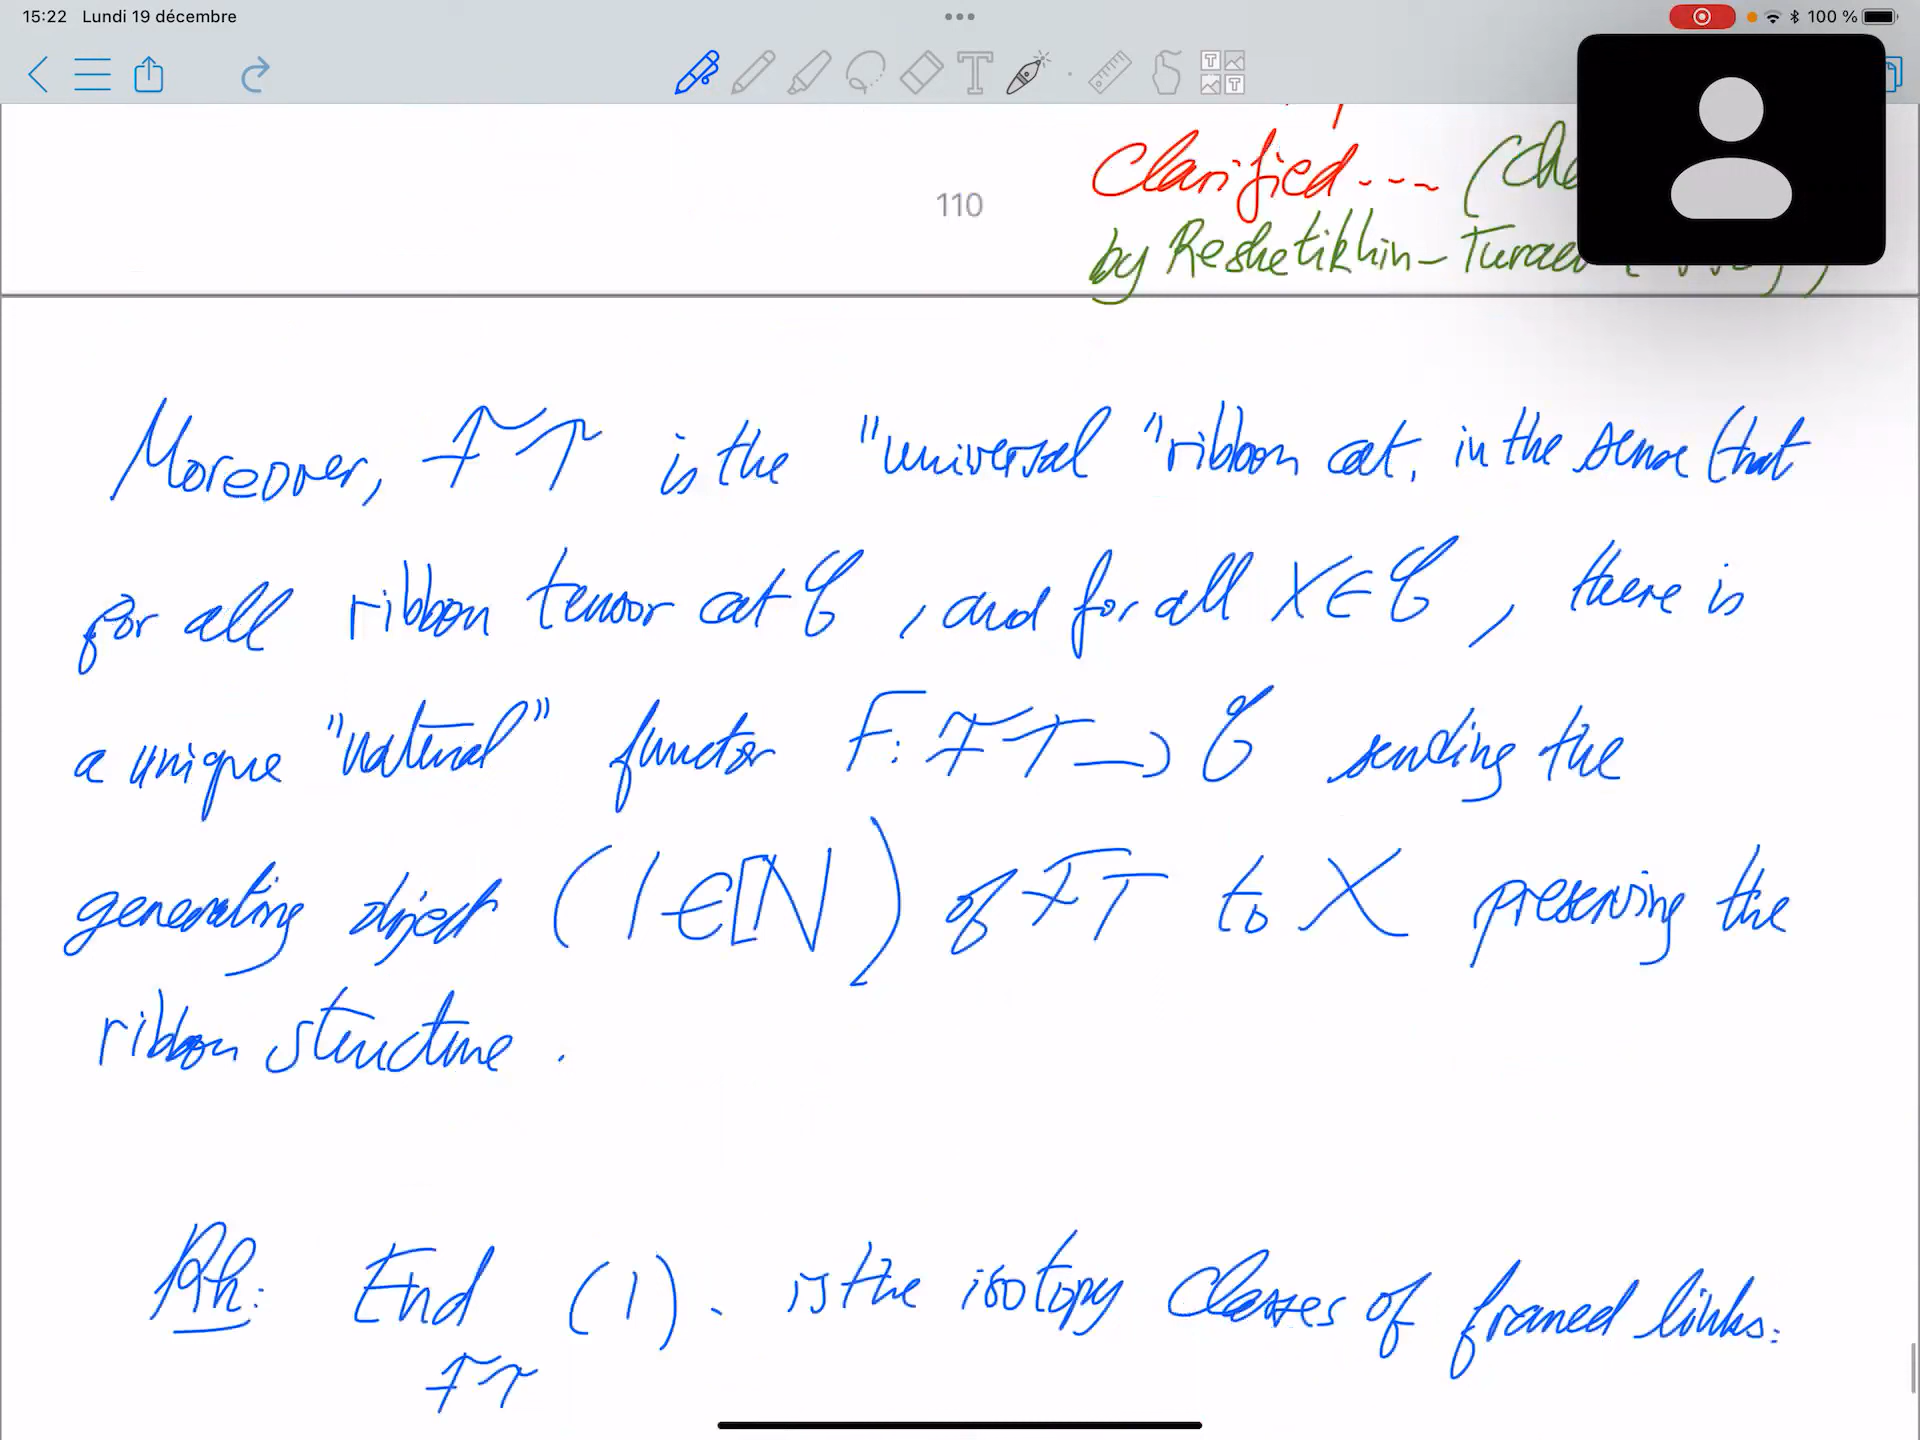 15:22 Lundi 19 décembre 100 %
Clarified --- (
110
by Reshetikhin-Turaev
Moreover, FT is the "universal" ribbon cat. in the sense that
for all ribbon tensor cat 𝒞, and for all X ∈ 𝒞, there is
a unique "natural" functor F: FT → 𝒞 sending the
generating object (1 ∈ ℕ) of FT to X preserving the
ribbon structure.
Rk: End (1). is the isotopy classes of framed links.
FT